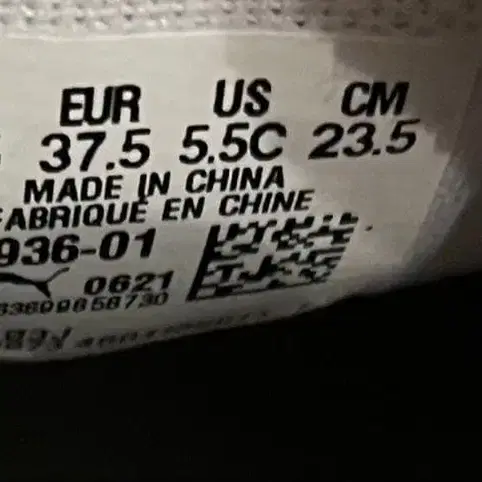 EUR US CM
37.5 5.5C 23.5
MADE IN CHINA
FABRIQUÉ EN CHINE
936-01
0621